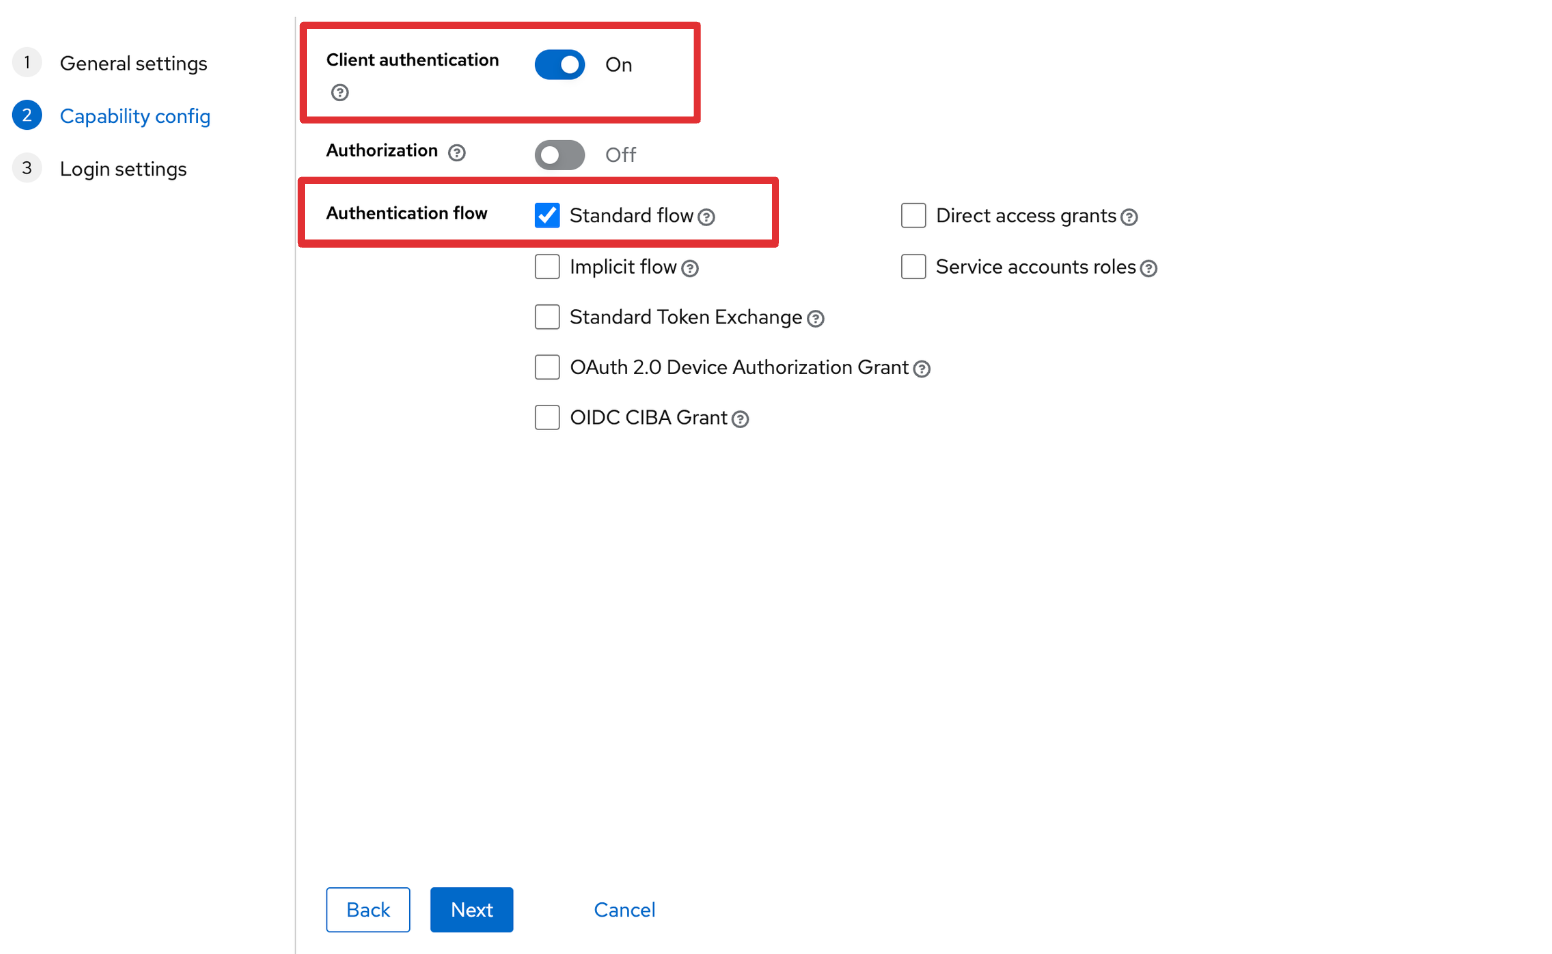 1 General settings
2 Capability config
3 Login settings
Client authentication
On
Authorization
Off
Authentication flow
Standard flow
Direct access grants
Implicit flow
Service accounts roles
Standard Token Exchange
OAuth 2.0 Device Authorization Grant
OIDC CIBA Grant
Back
Next
Cancel